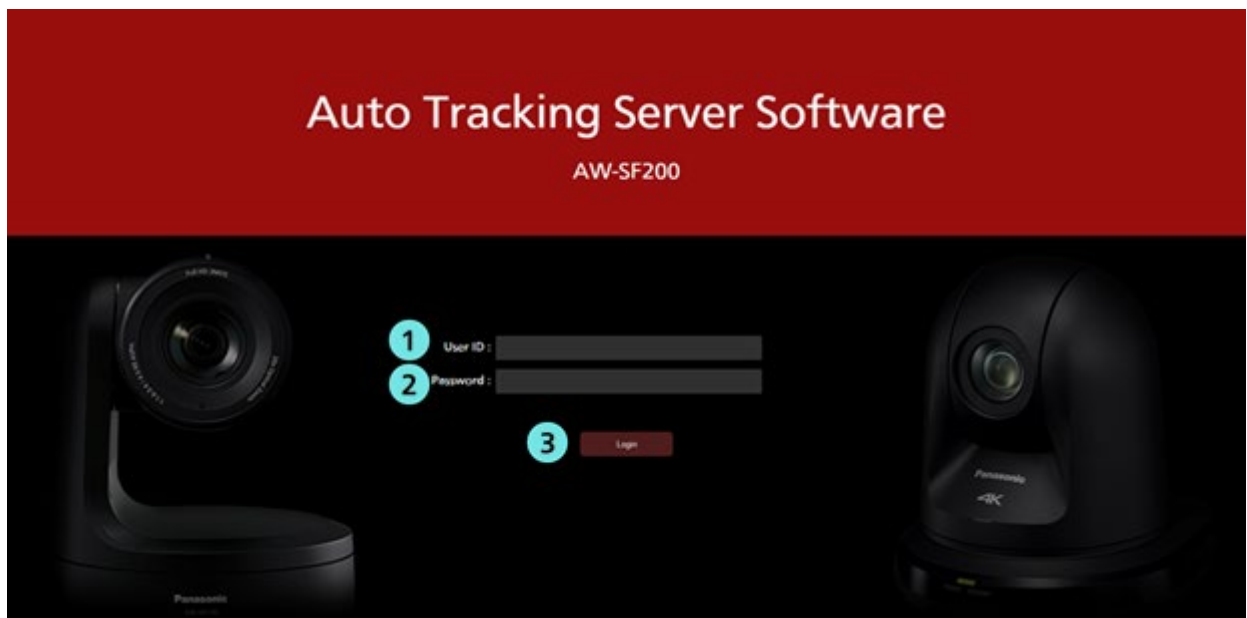 Auto Tracking Server Software
AW-SF200
1
User ID :
2
Password :
3
Login
Panasonic
4K
Panasonic